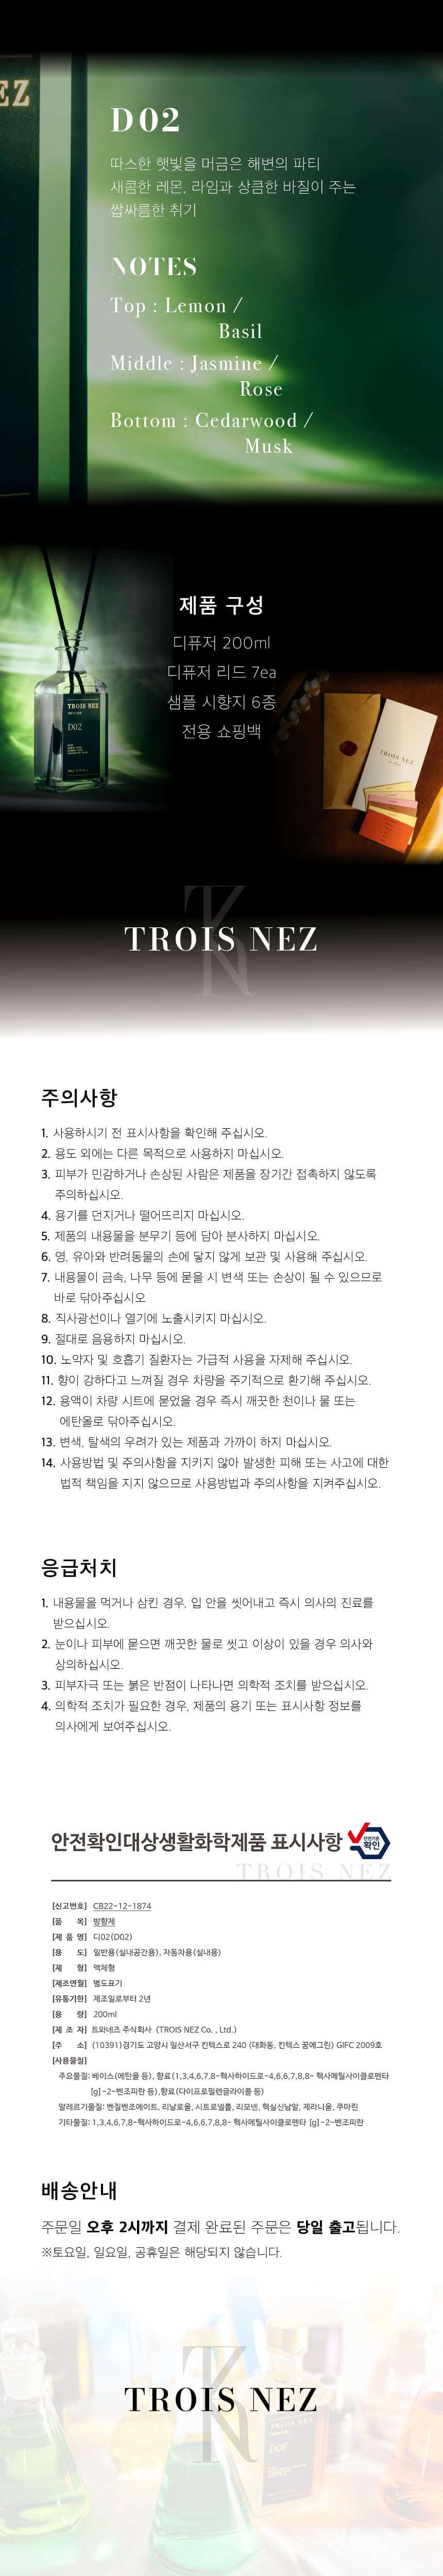 EZ
D02
따스한 햇빛을 머금은 해변의 파티
새콤한 레몬, 라임과 상큼한 바질이 주는
쌉싸름한 취기
NOTES
Top : Lemon /
Basil
Middle : Jasmine /
Rose
Bottom : Cedarwood /
Musk
제품 구성
디퓨저 200ml
디퓨저 리드 7ea
샘플 시향지 6종
전용 쇼핑백
TROIS NEZ
D02
TROIS NEZ
TROIS NEZ
주의사항
1. 사용하시기 전 표시사항을 확인해 주십시오.
2. 용도 외에는 다른 목적으로 사용하지 마십시오.
3. 피부가 민감하거나 손상된 사람은 제품을 장기간 접촉하지 않도록
주의하십시오.
4. 용기를 던지거나 떨어뜨리지 마십시오.
5. 제품의 내용물을 분무기 등에 담아 분사하지 마십시오.
6. 영, 유아와 반려동물의 손에 닿지 않게 보관 및 사용해 주십시오.
7. 내용물이 금속, 나무 등에 묻을 시 변색 또는 손상이 될 수 있으므로
바로 닦아주십시오
8. 직사광선이나 열기에 노출시키지 마십시오.
9. 절대로 음용하지 마십시오.
10. 노약자 및 호흡기 질환자는 가급적 사용을 자제해 주십시오.
11. 향이 강하다고 느껴질 경우 차량을 주기적으로 환기해 주십시오.
12. 용액이 차량 시트에 묻었을 경우 즉시 깨끗한 천이나 물 또는
에탄올로 닦아주십시오.
13. 변색, 탈색의 우려가 있는 제품과 가까이 하지 마십시오.
14. 사용방법 및 주의사항을 지키지 않아 발생한 피해 또는 사고에 대한
법적 책임을 지지 않으므로 사용방법과 주의사항을 지켜주십시오.
응급처치
1. 내용물을 먹거나 삼킨 경우, 입 안을 씻어내고 즉시 의사의 진료를
받으십시오.
2. 눈이나 피부에 묻으면 깨끗한 물로 씻고 이상이 있을 경우 의사와
상의하십시오.
3. 피부자극 또는 붉은 반점이 나타나면 의학적 조치를 받으십시오.
4. 의학적 조치가 필요한 경우, 제품의 용기 또는 표시사항 정보를
의사에게 보여주십시오.
안전확인대상생활화학제품 표시사항
안전기준
확인
TROIS NEZ
[신고번호] CB22-12-1874
[품 목] 방향제
[제 품 명] 디02(D02)
[용 도] 일반용(실내공간용), 자동차용(실내용)
[제 형] 액체형
[제조연월] 별도표기
[유통기한] 제조일로부터 2년
[용 량] 200ml
[제 조 자] 트와네즈 주식회사 (TROIS NEZ Co. , Ltd.)
[주 소] (10391)경기도 고양시 일산서구 킨텍스로 240 (대화동, 킨텍스 꿈에그린) GIFC 2009호
[사용물질]
주요물질: 베이스(에탄올 등), 향료(1,3,4,6,7,8-헥사하이드로-4,6,6,7,8,8- 헥사메틸사이클로펜타
[g]-2-벤조피란 등),향료(다이프로필렌글라이콜 등)
알레르기물질: 벤질벤조에이트, 리날로올, 시트로넬롤, 리모넨, 헥실신남알, 제라니올, 쿠마린
기타물질: 1,3,4,6,7,8-헥사하이드로-4,6,6,7,8,8- 헥사메틸사이클로펜타 [g]-2-벤조피란
배송안내
주문일 오후 2시까지 결제 완료된 주문은 당일 출고됩니다.
※토요일, 일요일, 공휴일은 해당되지 않습니다.
TROIS NEZ
TROIS NEZ